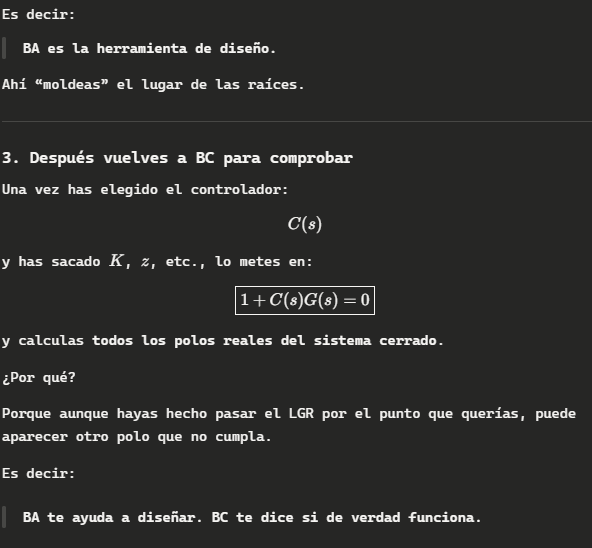 Es decir:
BA es la herramienta de diseño.
Ahí “moldeas” el lugar de las raíces.
3. Después vuelves a BC para comprobar
Una vez has elegido el controlador:
C(s)
y has sacado K, z, etc., lo metes en:
1 + C(s)G(s) = 0
y calculas todos los polos reales del sistema cerrado.
¿Por qué?
Porque aunque hayas hecho pasar el LGR por el punto que querías, puede
aparecer otro polo que no cumpla.
Es decir:
BA te ayuda a diseñar. BC te dice si de verdad funciona.